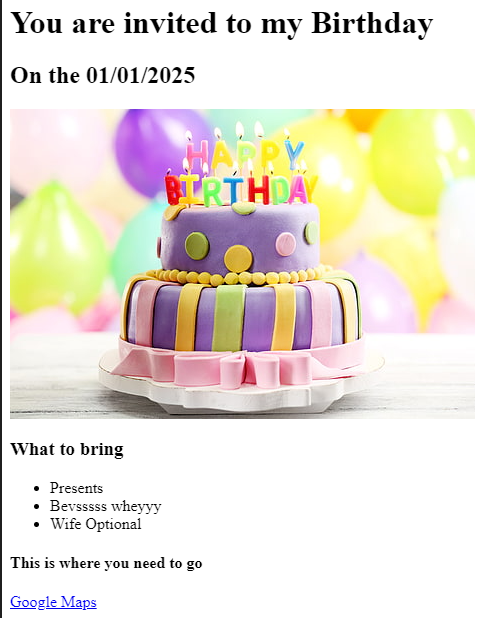 You are invited to my Birthday
On the 01/01/2025
HAPPY
BIRTHDAY
What to bring
Presents
Bevsssss wheyyy
Wife Optional
This is where you need to go
Google Maps